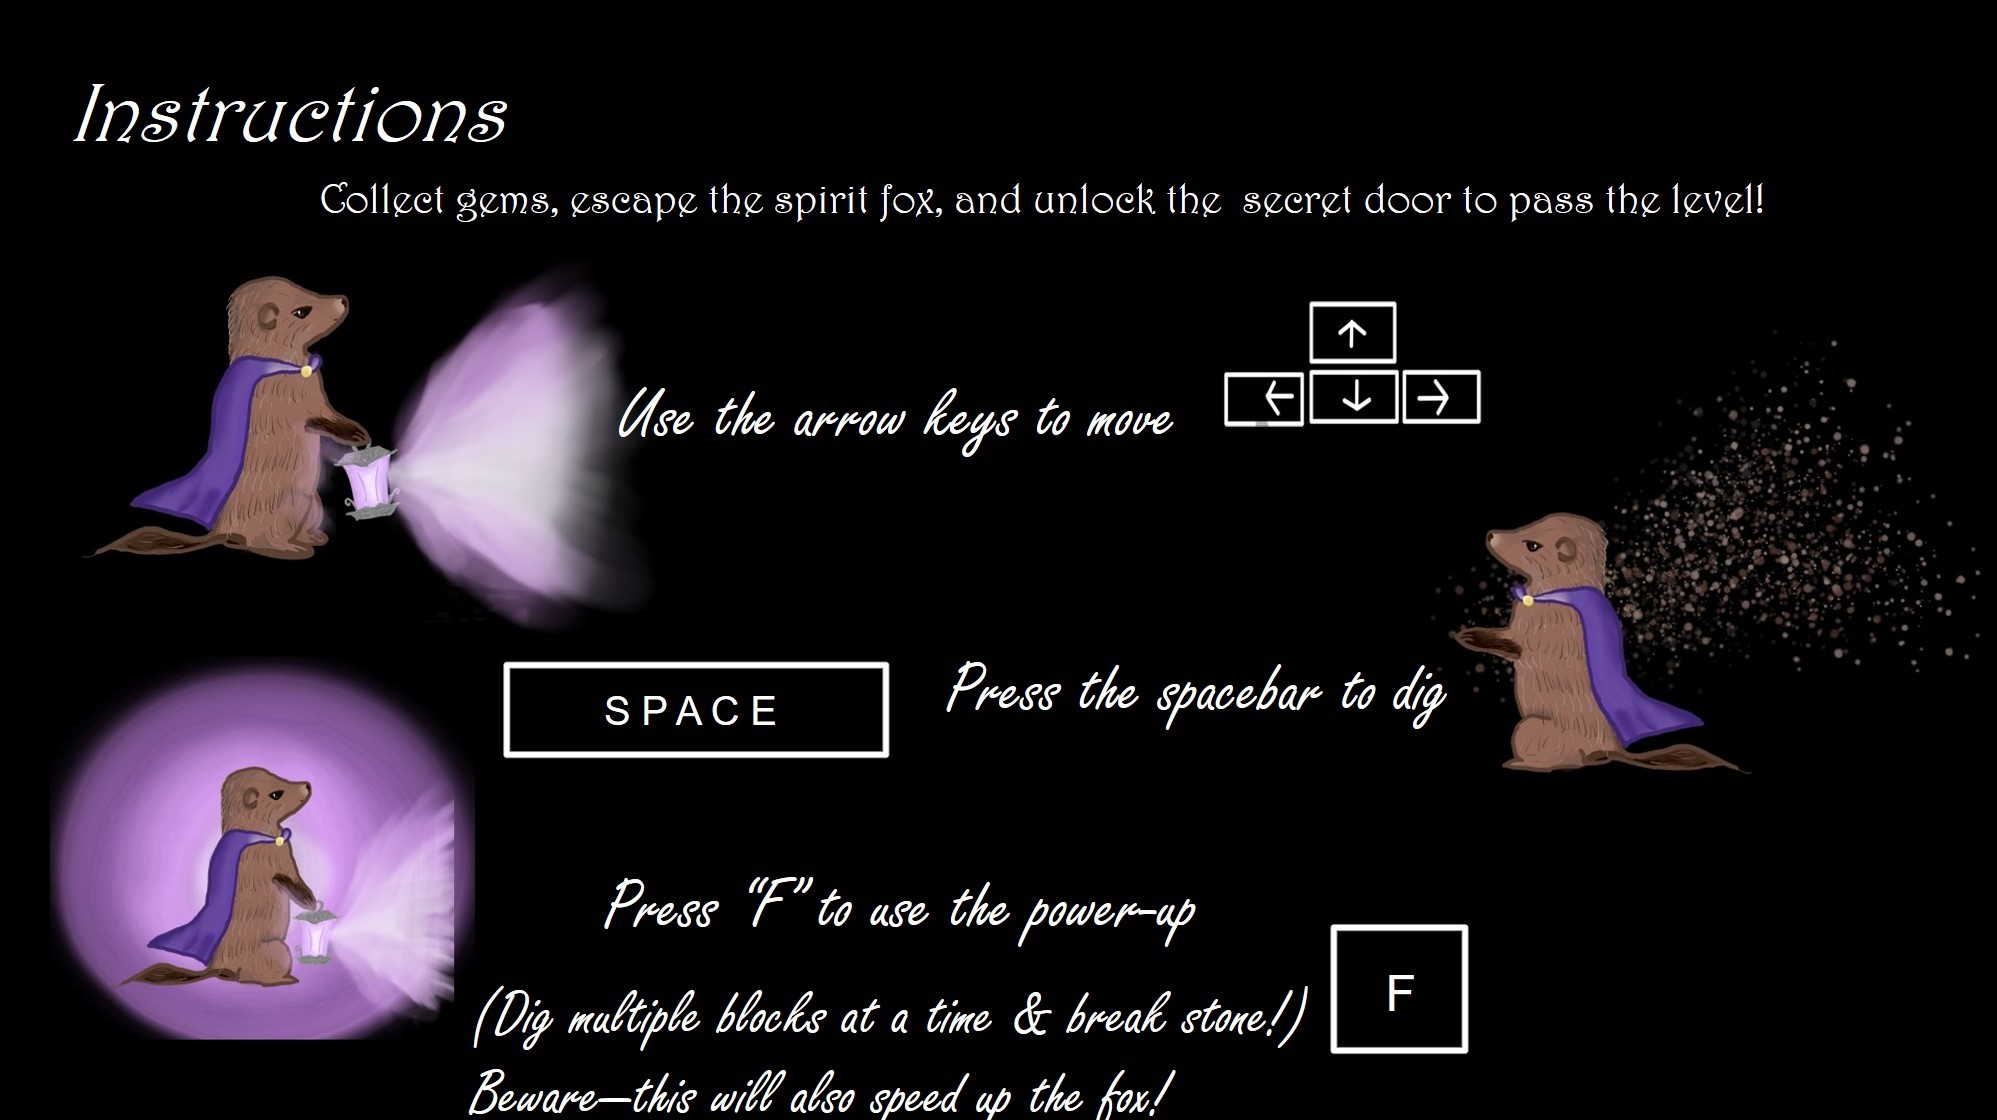 Instructions
Collect gems, escape the spirit fox, and unlock the secret door to pass the level!
Use the arrow keys to move
↑
← ↓ →
SPACE
Press the spacebar to dig
Press “F” to use the power-up
(Dig multiple blocks at a time & break stone!)
F
Beware—this will also speed up the fox!